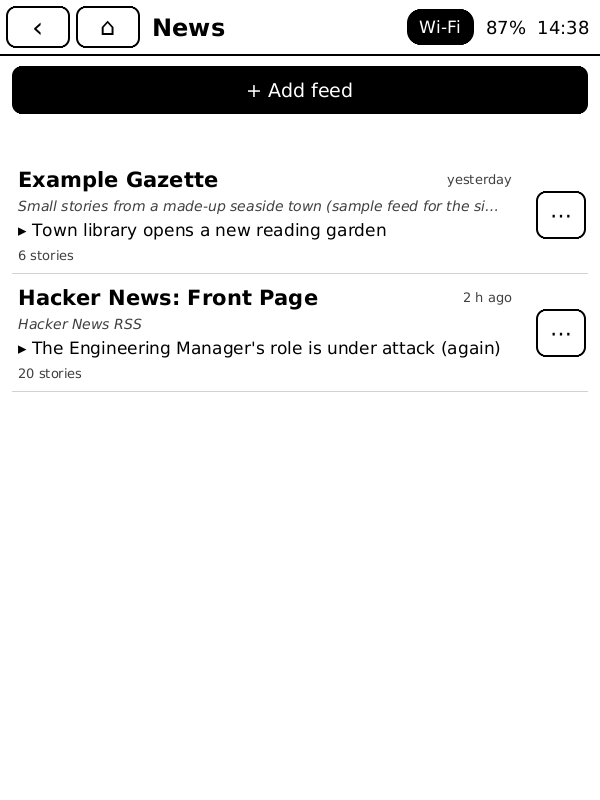 ‹ ⌂ News Wi-Fi 87% 14:38
+ Add feed
Example Gazette yesterday
Small stories from a made-up seaside town (sample feed for the si...
▸ Town library opens a new reading garden
6 stories
...
Hacker News: Front Page 2 h ago
Hacker News RSS
▸ The Engineering Manager's role is under attack (again)
20 stories
...